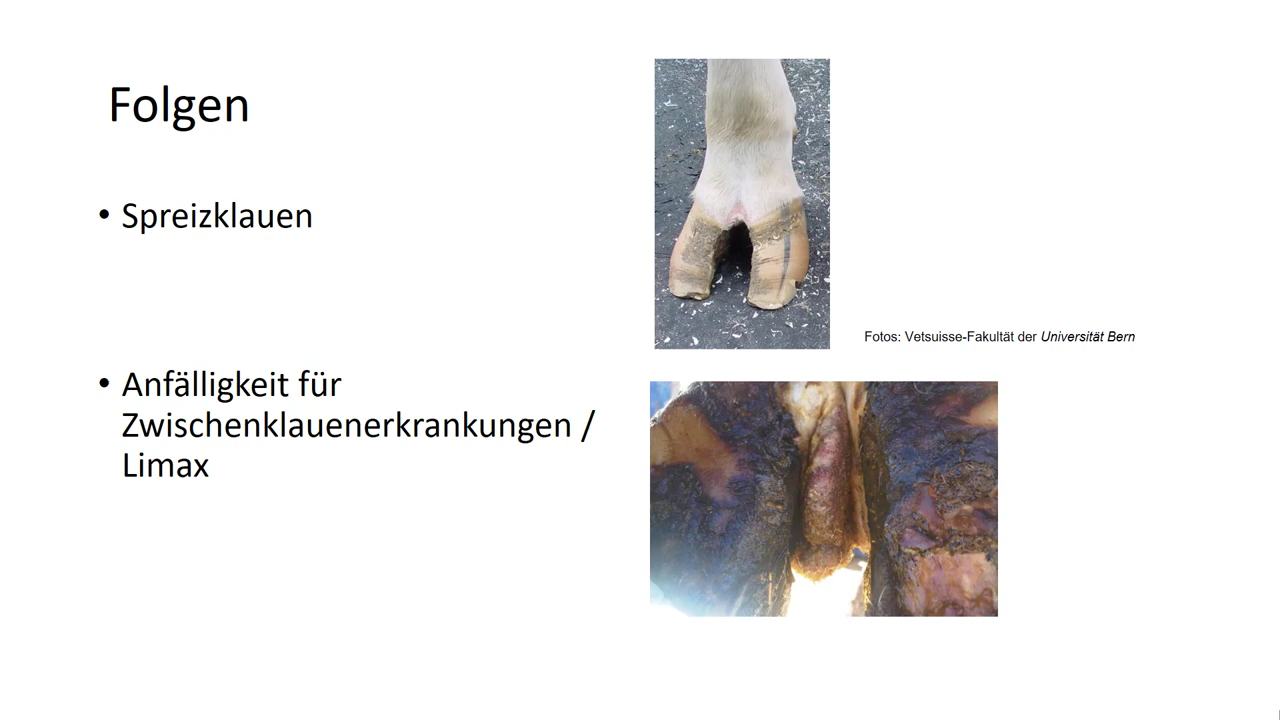 Folgen
• Spreizklauen
Fotos: Vetsuisse-Fakultät der Universität Bern
• Anfälligkeit für
Zwischenklauenerkrankungen /
Limax